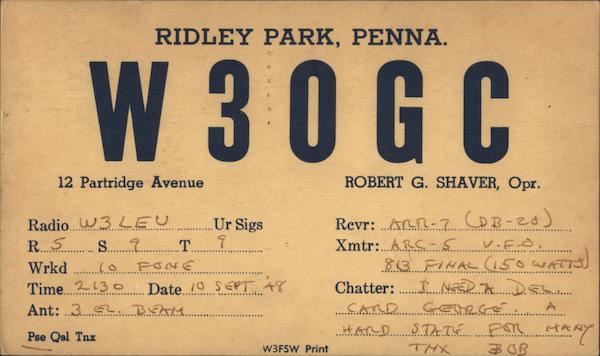 RIDLEY PARK, PENNA.
W3OGC
12 Partridge Avenue
ROBERT G. SHAVER, Opr.
Radio W3LEU Ur Sigs
R 5 S 9 T 9
Wrkd 10 FONE
Time 2130 Date 10 SEPT. '48
Ant: 3 EL. BEAM
Pse Qsl Tnx
Rcvr: ARR-7 (DB-20)
Xmtr: ARC-5 V.F.O.
813 FINAL (150 WATTS)
Chatter: I NEED A DEL.
CARD GEORGE. A
HARD STATE FOR MANY
TNX BOB
W3FSW Print